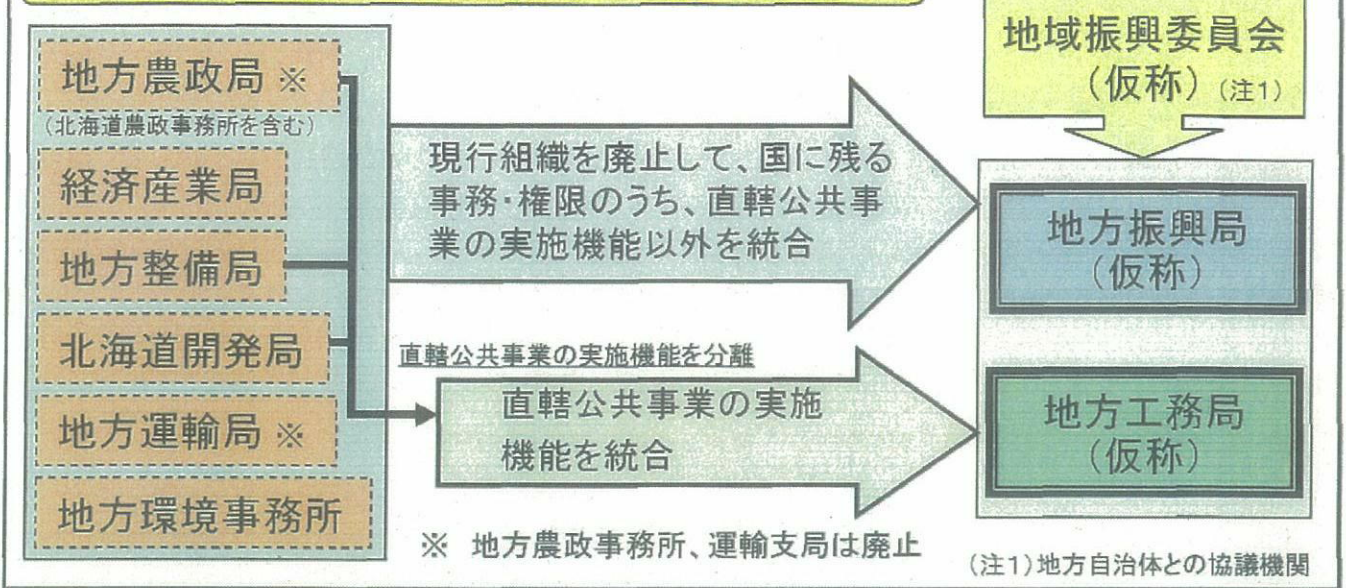 地方農政局 ※
(北海道農政事務所を含む)
経済産業局
地方整備局
北海道開発局
地方運輸局 ※
地方環境事務所
現行組織を廃止して、国に残る
事務・権限のうち、直轄公共事
業の実施機能以外を統合
直轄公共事業の実施機能を分離
直轄公共事業の実施
機能を統合
※ 地方農政事務所、運輸支局は廃止
地域振興委員会
(仮称) (注1)
地方振興局
(仮称)
地方工務局
(仮称)
(注1)地方自治体との協議機関